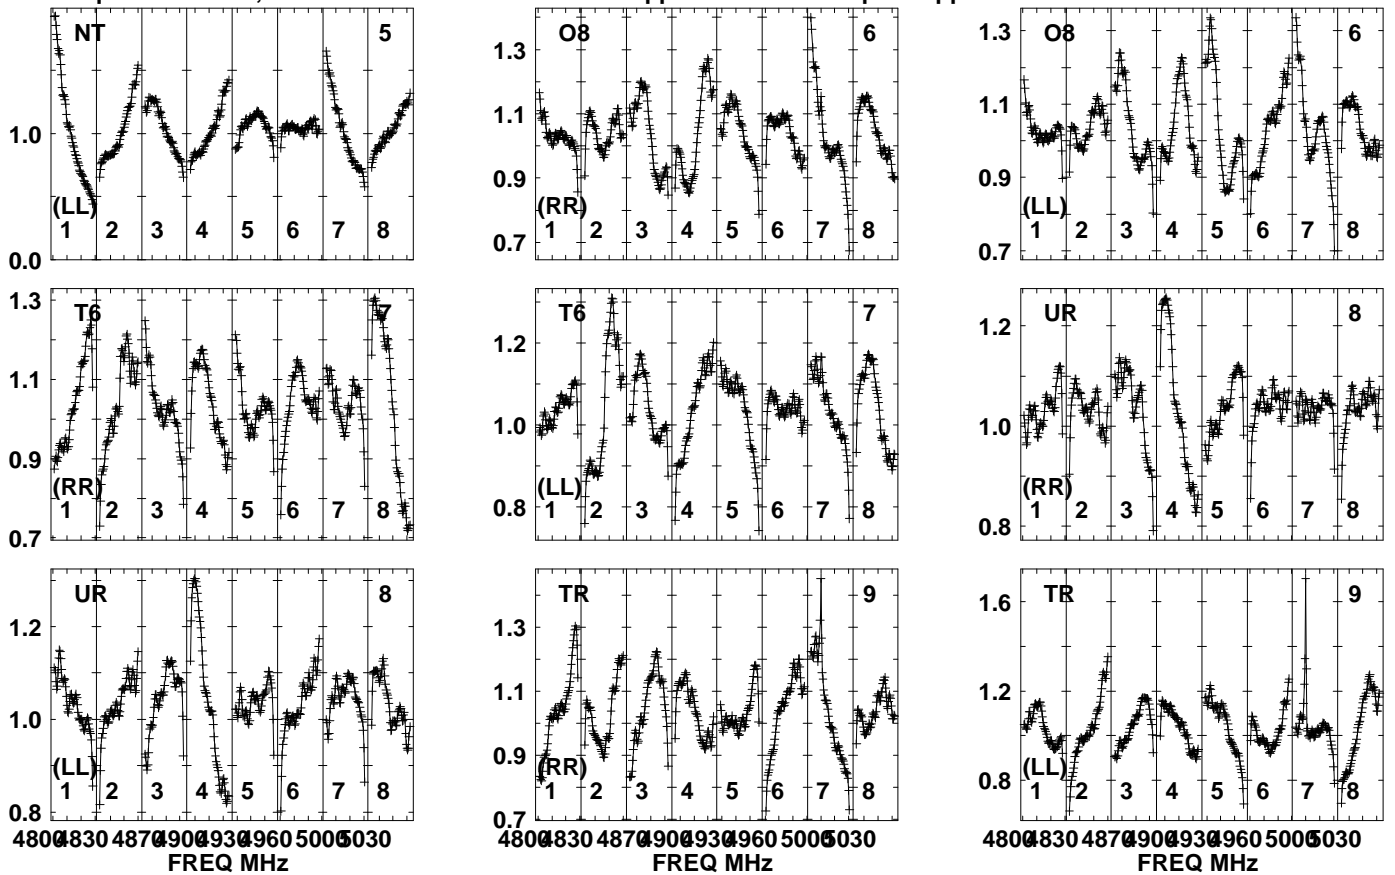 NT 5
1.0
(LL)
1 2 3 4 5 6 7 8
0.0
O8 6
1.3
1.1
0.9
(RR)
1 2 3 4 5 6 7 8
0.7
O8 6
1.3
1.1
0.9
(LL)
1 2 3 4 5 6 7 8
0.7
T6 7
1.3
1.1
0.9
(RR)
1 2 3 4 5 6 7 8
0.7
T6 7
1.2
1.0
(LL)
1 2 3 4 5 6 7 8
0.8
UR 8
1.2
1.0
(RR)
1 2 3 4 5 6 7 8
0.8
UR 8
1.2
1.0
(LL)
1 2 3 4 5 6 7 8
0.8
4800 4830 4870 4900 4930 4960 5000 5030
FREQ MHz
TR 9
1.3
1.1
0.9
(RR)
1 2 3 4 5 6 7 8
0.7
4800 4830 4870 4900 4930 4960 5000 5030
FREQ MHz
TR 9
1.6
1.2
0.8
(LL)
1 2 3 4 5 6 7 8
4800 4830 4870 4900 4930 4960 5000 5030
FREQ MHz